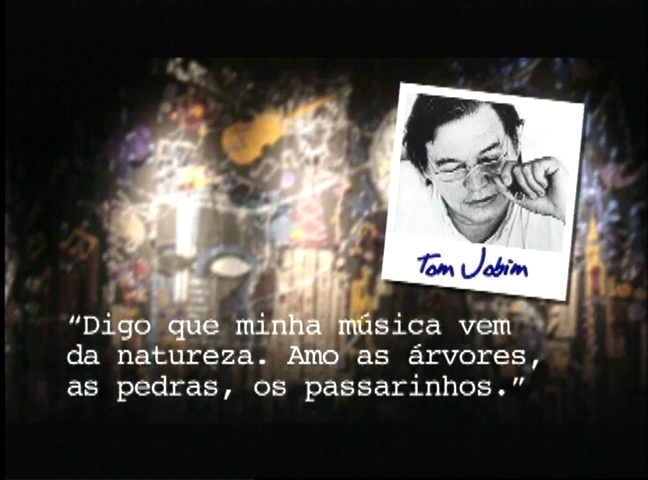 Tom Jobim
“Digo que minha música vem
da natureza. Amo as árvores,
as pedras, os passarinhos.”